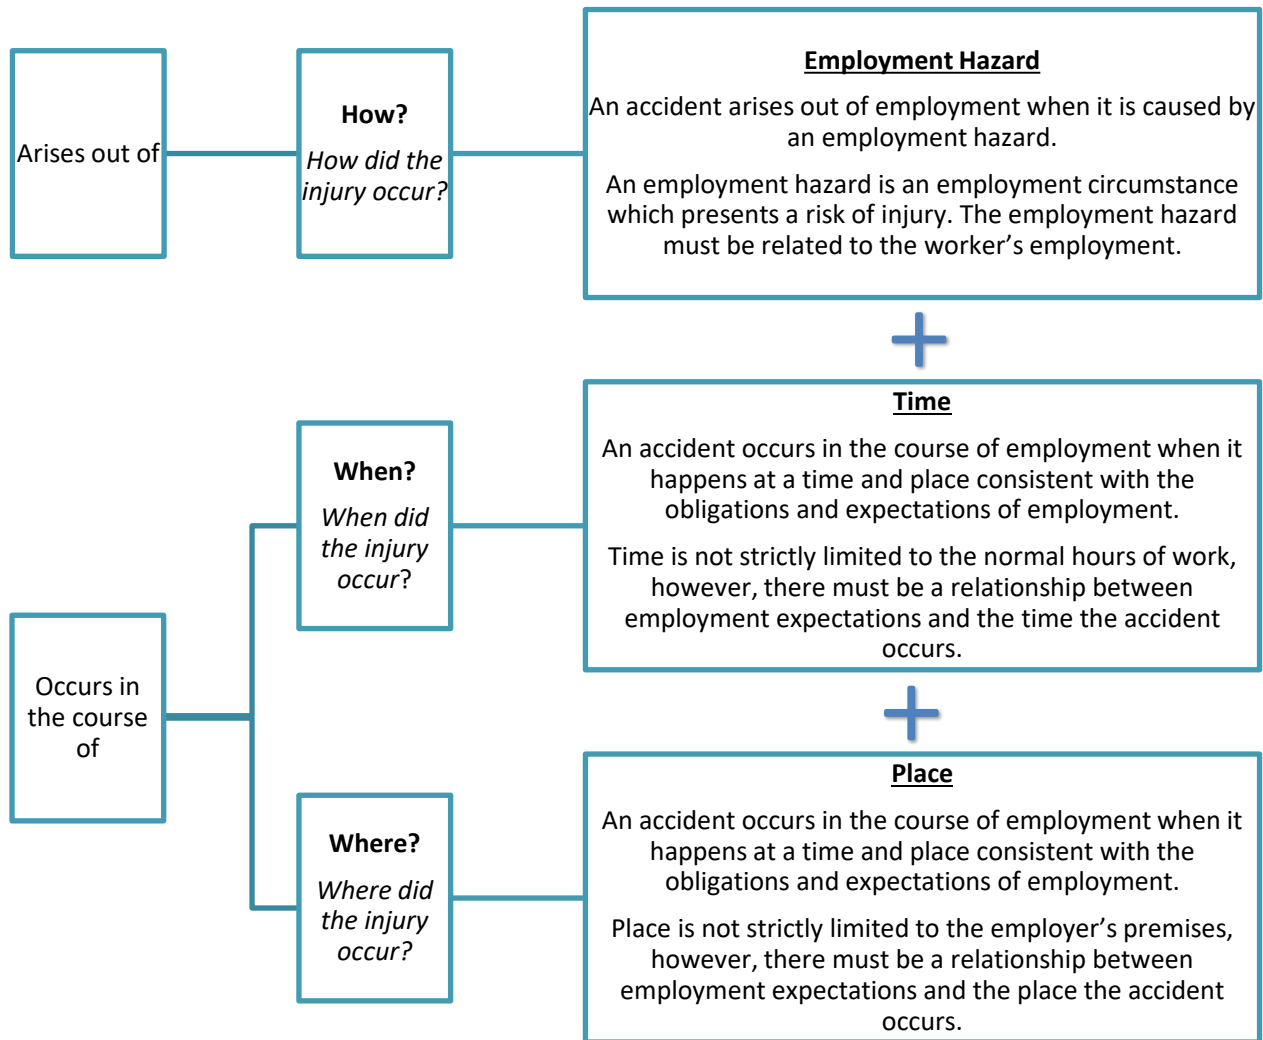 Arises out of
How?
How did the
injury occur?
Employment Hazard
An accident arises out of employment when it is caused by
an employment hazard.
An employment hazard is an employment circumstance
which presents a risk of injury. The employment hazard
must be related to the worker's employment.
Occurs in
the course
of
When?
When did
the injury
occur?
Time
An accident occurs in the course of employment when it
happens at a time and place consistent with the
obligations and expectations of employment.
Time is not strictly limited to the normal hours of work,
however, there must be a relationship between
employment expectations and the time the accident
occurs.
Where?
Where did
the injury
occur?
Place
An accident occurs in the course of employment when it
happens at a time and place consistent with the
obligations and expectations of employment.
Place is not strictly limited to the employer's premises,
however, there must be a relationship between
employment expectations and the place the accident
occurs.